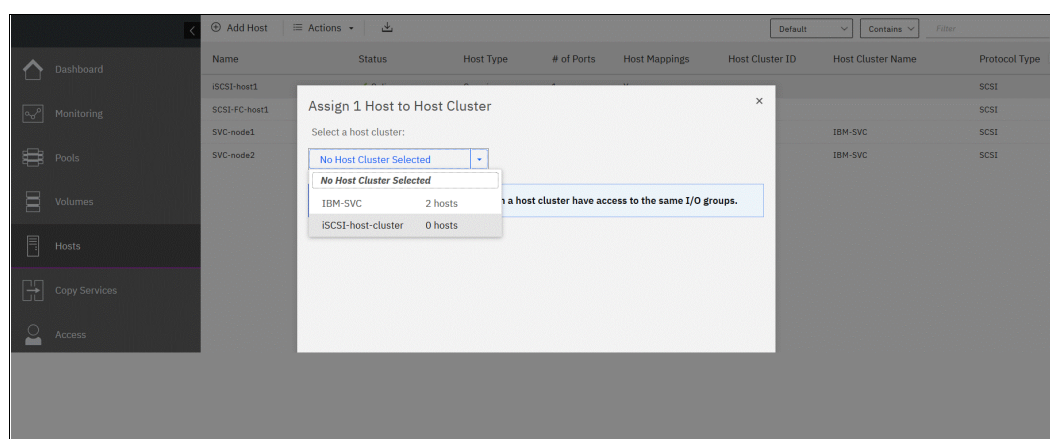 Add Host Actions Default Contains Filter
Name Status Host Type # of Ports Host Mappings Host Cluster ID Host Cluster Name Protocol Type
Dashboard
Monitoring
Pools
Volumes
Hosts
Copy Services
Access
iSCSI-host1 SCSI
SCSI-FC-host1 SCSI
SVC-node1 IBM-SVC SCSI
SVC-node2 IBM-SVC SCSI
Assign 1 Host to Host Cluster
Select a host cluster:
No Host Cluster Selected
No Host Cluster Selected
IBM-SVC 2 hosts
iSCSI-host-cluster 0 hosts
a host cluster have access to the same I/O groups.